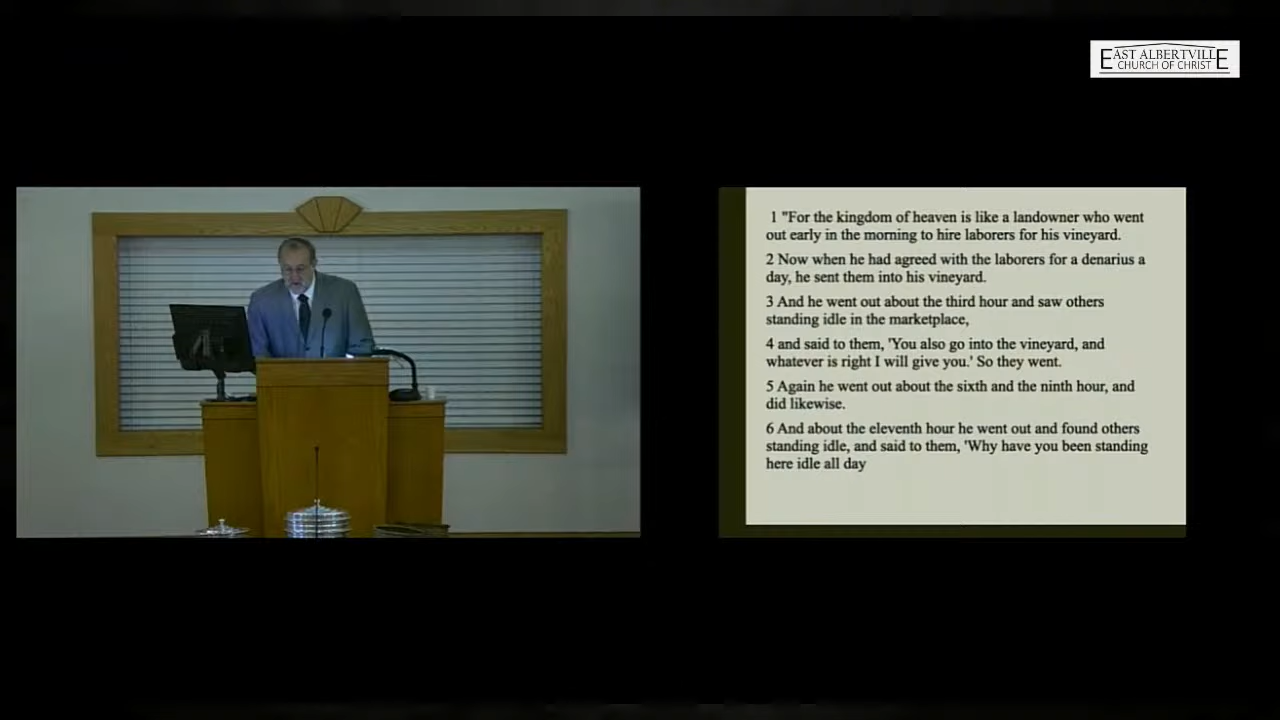 EAST ALBERTVILLE
CHURCH OF CHRIST
1 "For the kingdom of heaven is like a landowner who went
out early in the morning to hire laborers for his vineyard.
2 Now when he had agreed with the laborers for a denarius a
day, he sent them into his vineyard.
3 And he went out about the third hour and saw others
standing idle in the marketplace,
4 and said to them, 'You also go into the vineyard, and
whatever is right I will give you.' So they went.
5 Again he went out about the sixth and the ninth hour, and
did likewise.
6 And about the eleventh hour he went out and found others
standing idle, and said to them, 'Why have you been standing
here idle all day